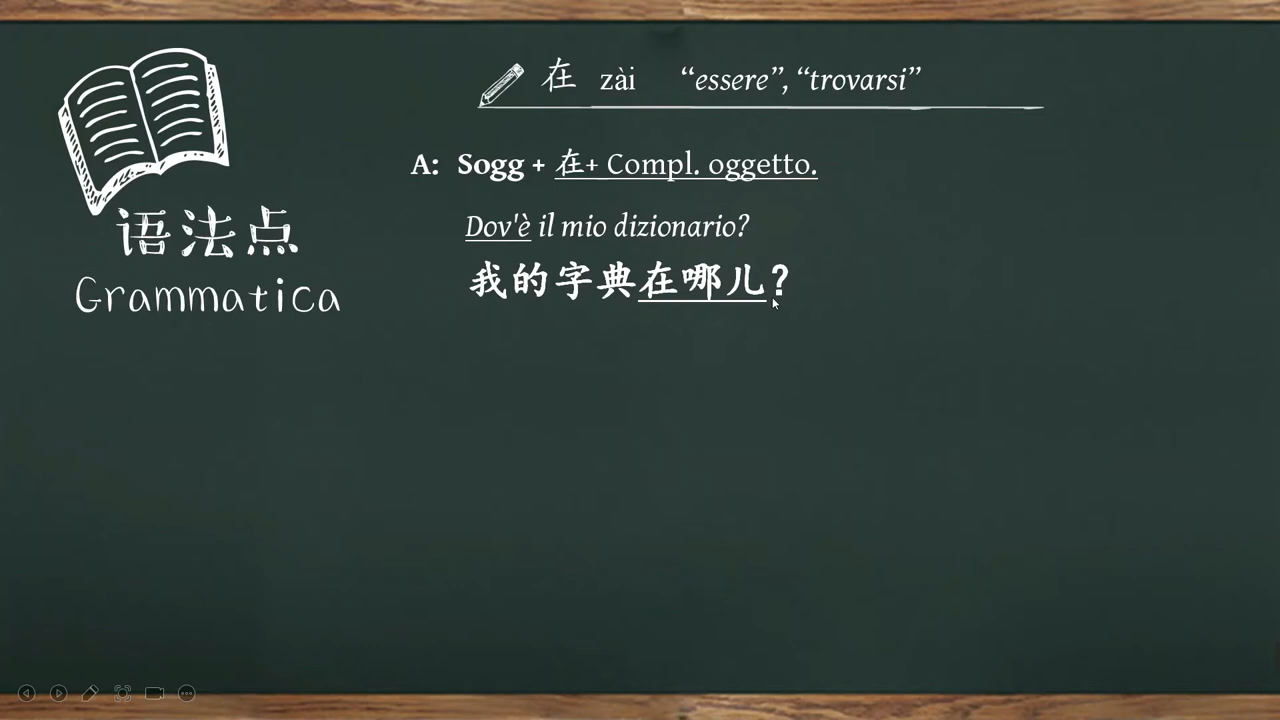 语法点
Grammatica
在 zài “essere”, “trovarsi”
A: Sogg + 在+ Compl. oggetto.
Dov'è il mio dizionario?
我的字典在哪儿?